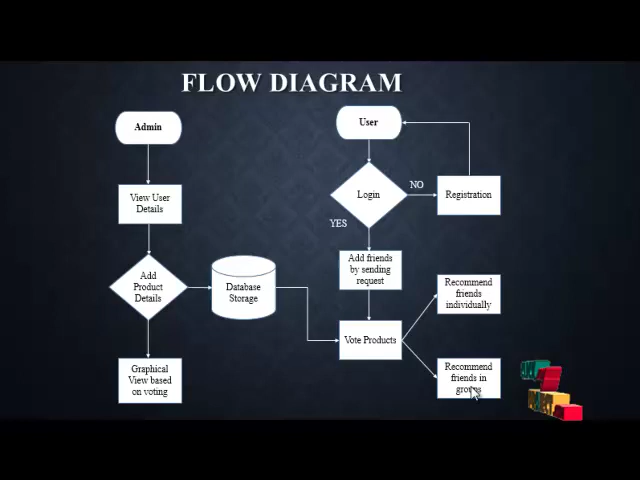 FLOW DIAGRAM
Admin
View User
Details
Add
Product
Details
Graphical
View based
on voting
Database
Storage
User
Login
NO
Registration
YES
Add friends
by sending
request
Vote Products
Recommend
friends
individually
Recommend
friends in
groups